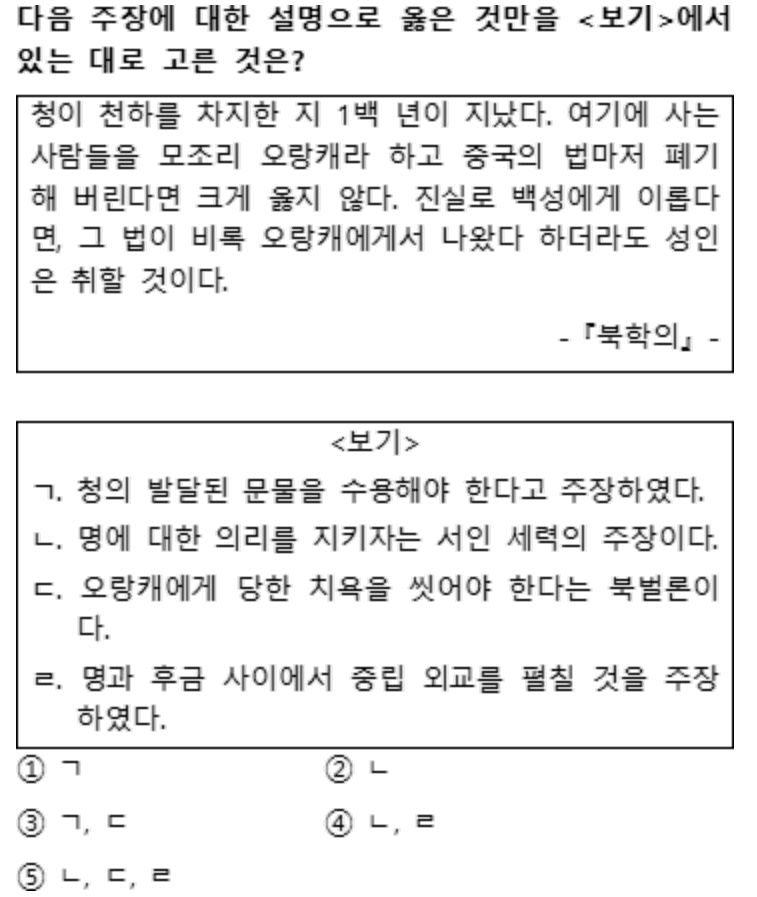 다음 주장에 대한 설명으로 옳은 것만을 <보기>에서
있는 대로 고른 것은?
청이 천하를 차지한 지 1백 년이 지났다. 여기에 사는
사람들을 모조리 오랑캐라 하고 중국의 법마저 폐기
해 버린다면 크게 옳지 않다. 진실로 백성에게 이롭다
면, 그 법이 비록 오랑캐에게서 나왔다 하더라도 성인
은 취할 것이다.
-『북학의』-
<보기>
ㄱ. 청의 발달된 문물을 수용해야 한다고 주장하였다.
ㄴ. 명에 대한 의리를 지키자는 서인 세력의 주장이다.
ㄷ. 오랑캐에게 당한 치욕을 씻어야 한다는 북벌론이
다.
ㄹ. 명과 후금 사이에서 중립 외교를 펼칠 것을 주장
하였다.
① ㄱ ② ㄴ
③ ㄱ, ㄷ ④ ㄴ, ㄹ
⑤ ㄴ, ㄷ, ㄹ